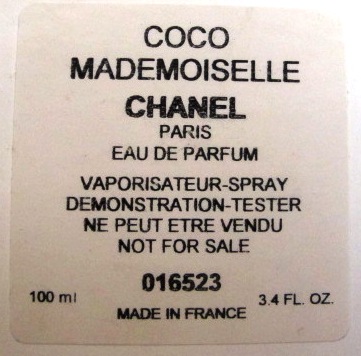 COCO
MADEMOISELLE
CHANEL
PARIS
EAU DE PARFUM
VAPORISATEUR-SPRAY
DEMONSTRATION-TESTER
NE PEUT ETRE VENDU
NOT FOR SALE
016523
100 ml 3.4 FL. OZ.
MADE IN FRANCE